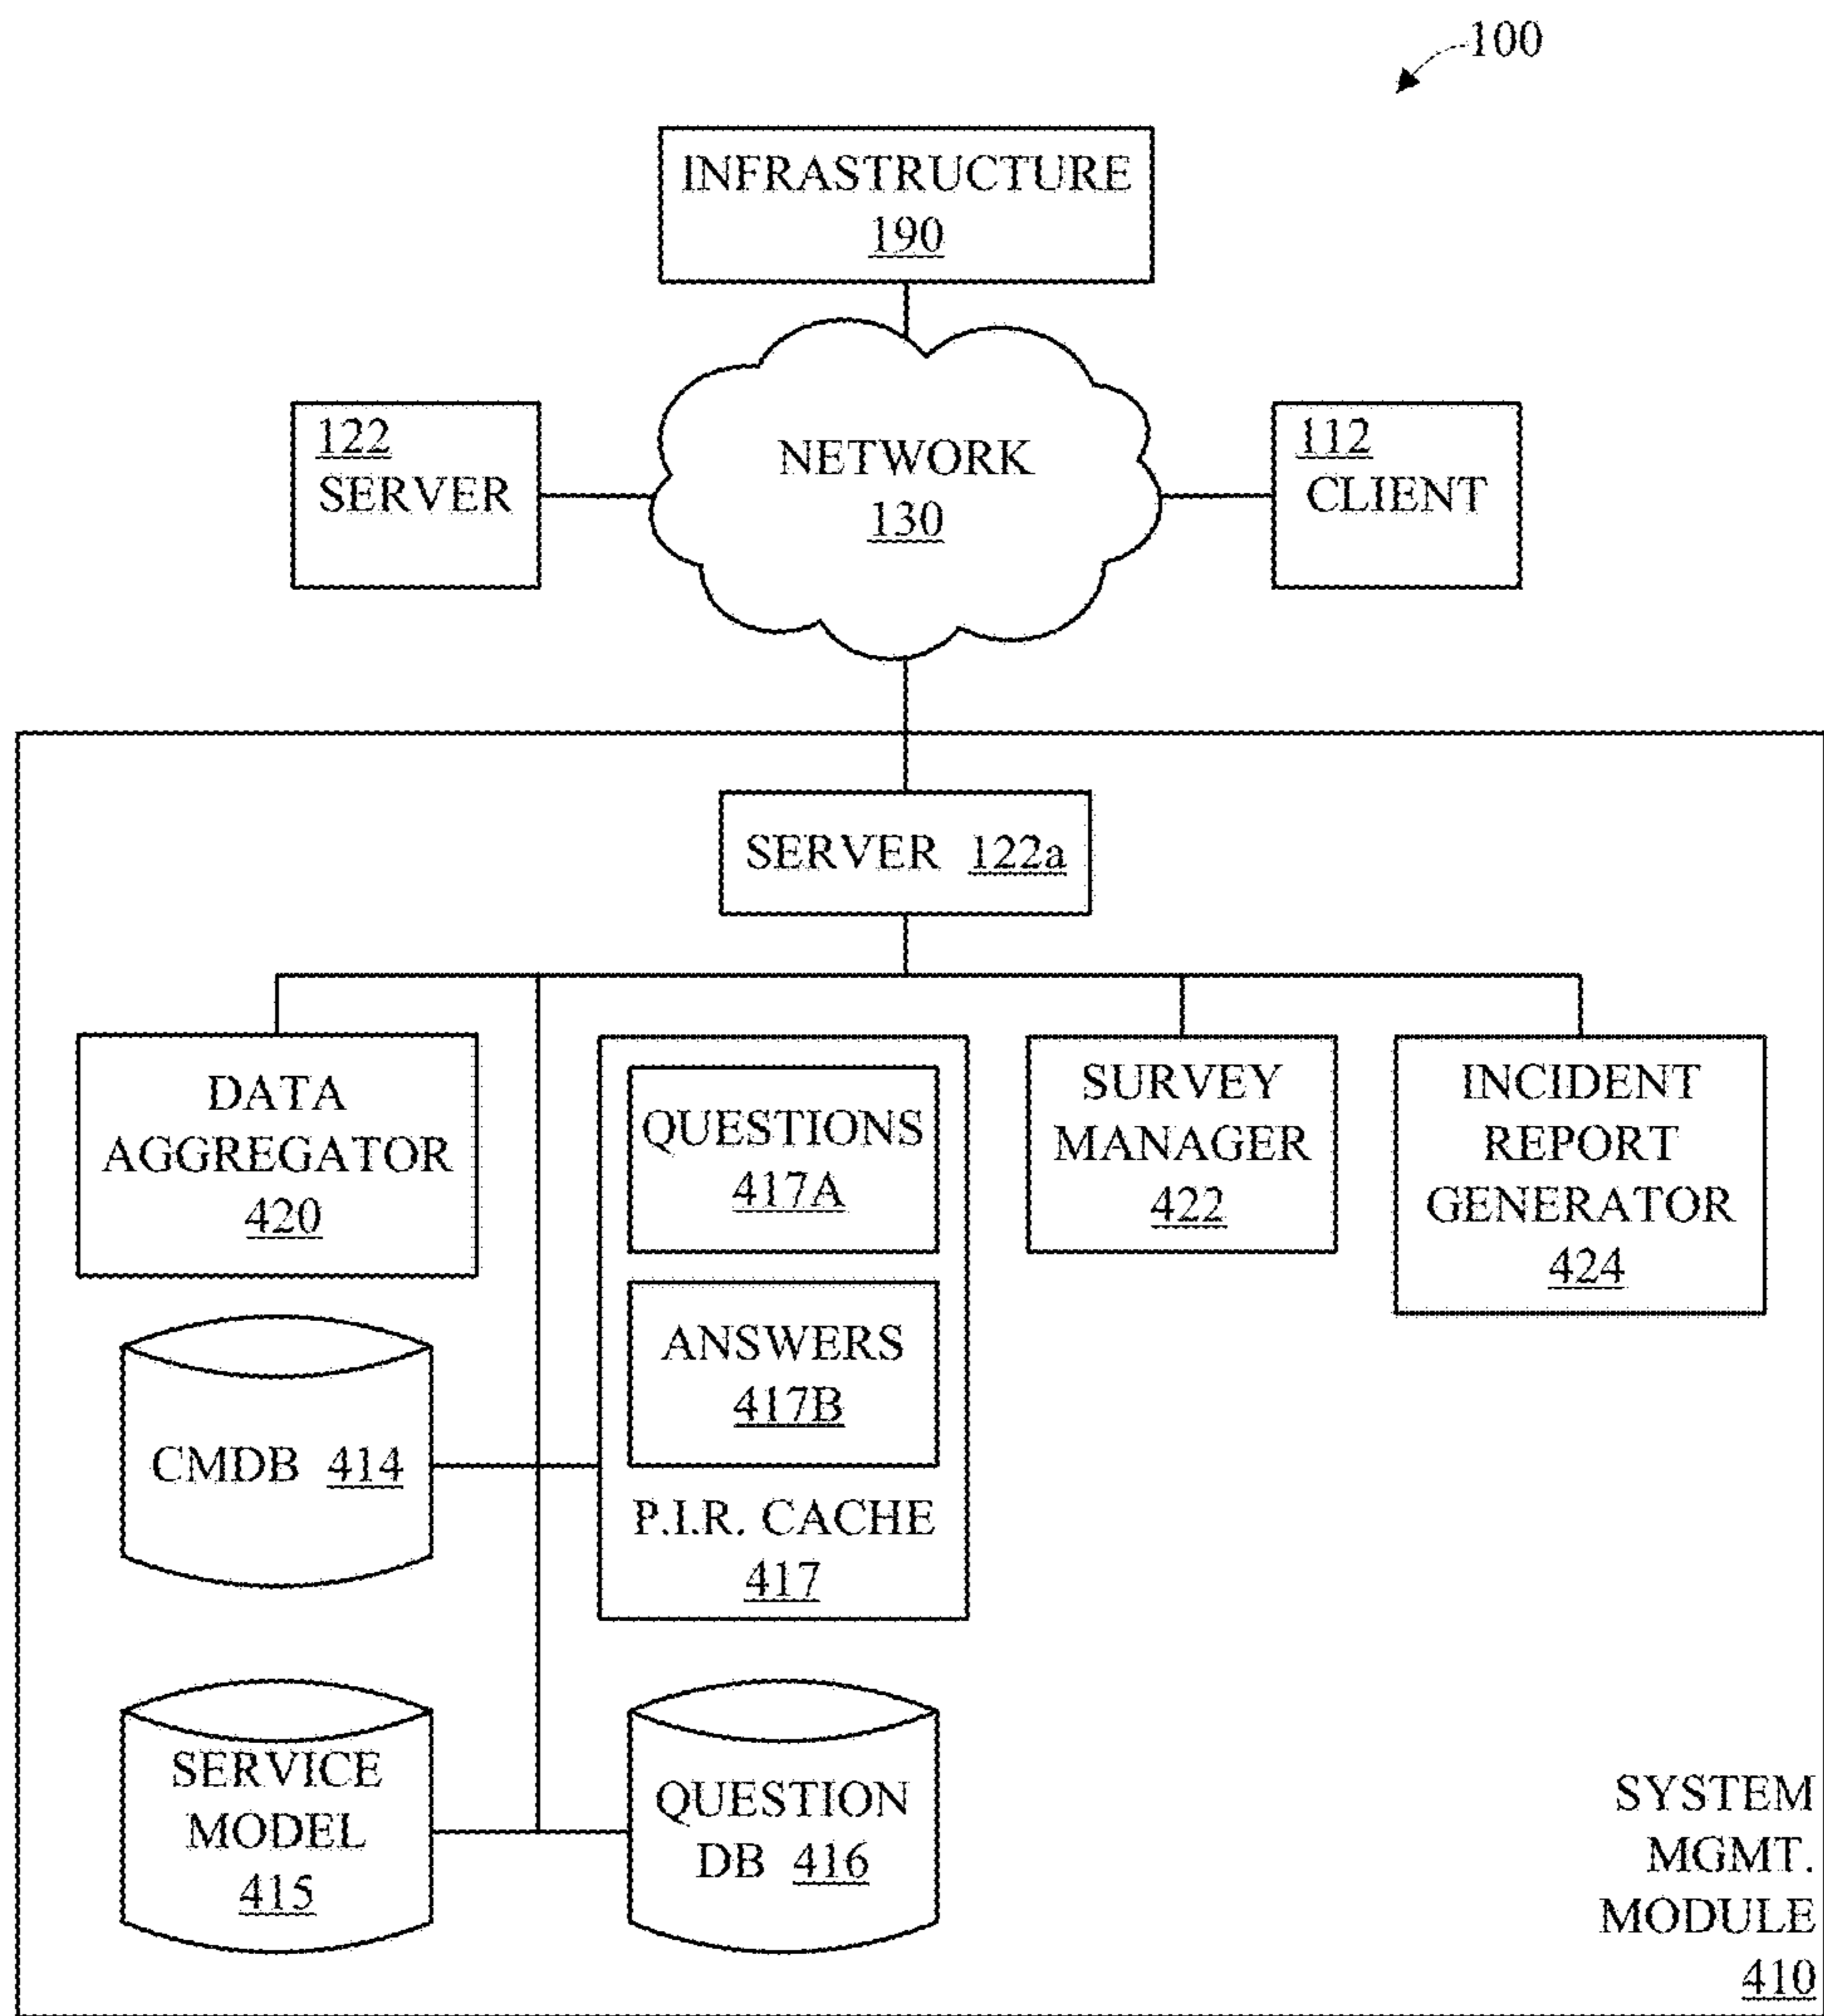 100
INFRASTRUCTURE
190
122
SERVER
NETWORK
130
112
CLIENT
SERVER 122a
DATA
AGGREGATOR
420
QUESTIONS
417A
ANSWERS
417B
P.I.R. CACHE
417
SURVEY
MANAGER
422
INCIDENT
REPORT
GENERATOR
424
CMDB 414
SERVICE
MODEL
415
QUESTION
DB 416
SYSTEM
MGMT.
MODULE
410